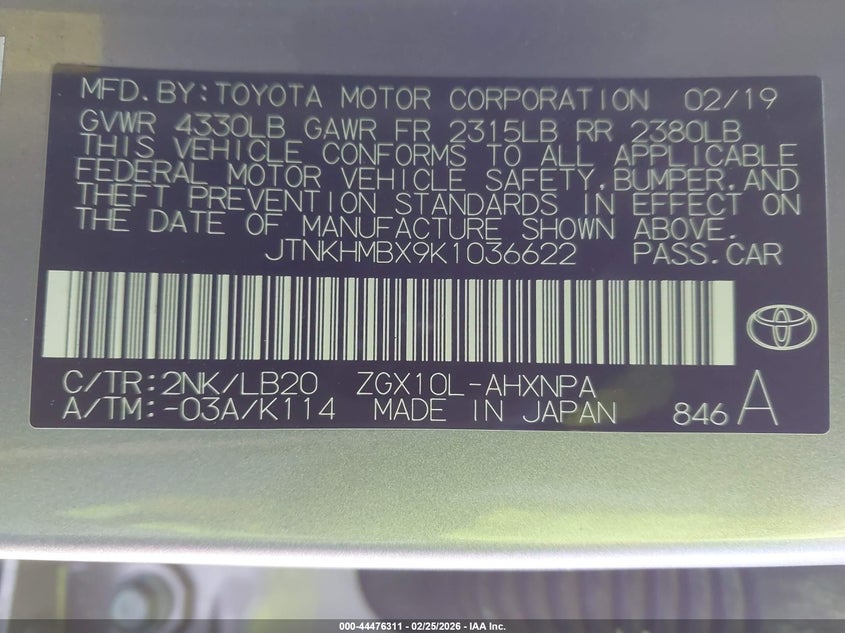 MFD.BY:TOYOTA MOTOR CORPORATION 02/19
GVWR 4330LB GAWR FR 2315LB RR 2380LB
THIS VEHICLE CONFORMS TO ALL APPLICABLE
FEDERAL MOTOR VEHICLE SAFETY,BUMPER,AND
THEFT PREVENTION STANDARDS IN EFFECT ON
THE DATE OF MANUFACTURE SHOWN ABOVE.
JTNKHMBX9K1036622 PASS.CAR
C/TR:2NK/LB20 ZGX10L-AHXNPA
A/TM:-03A/K114 MADE IN JAPAN 846 A
000-44476311 - 02/25/2026 - IAA Inc.